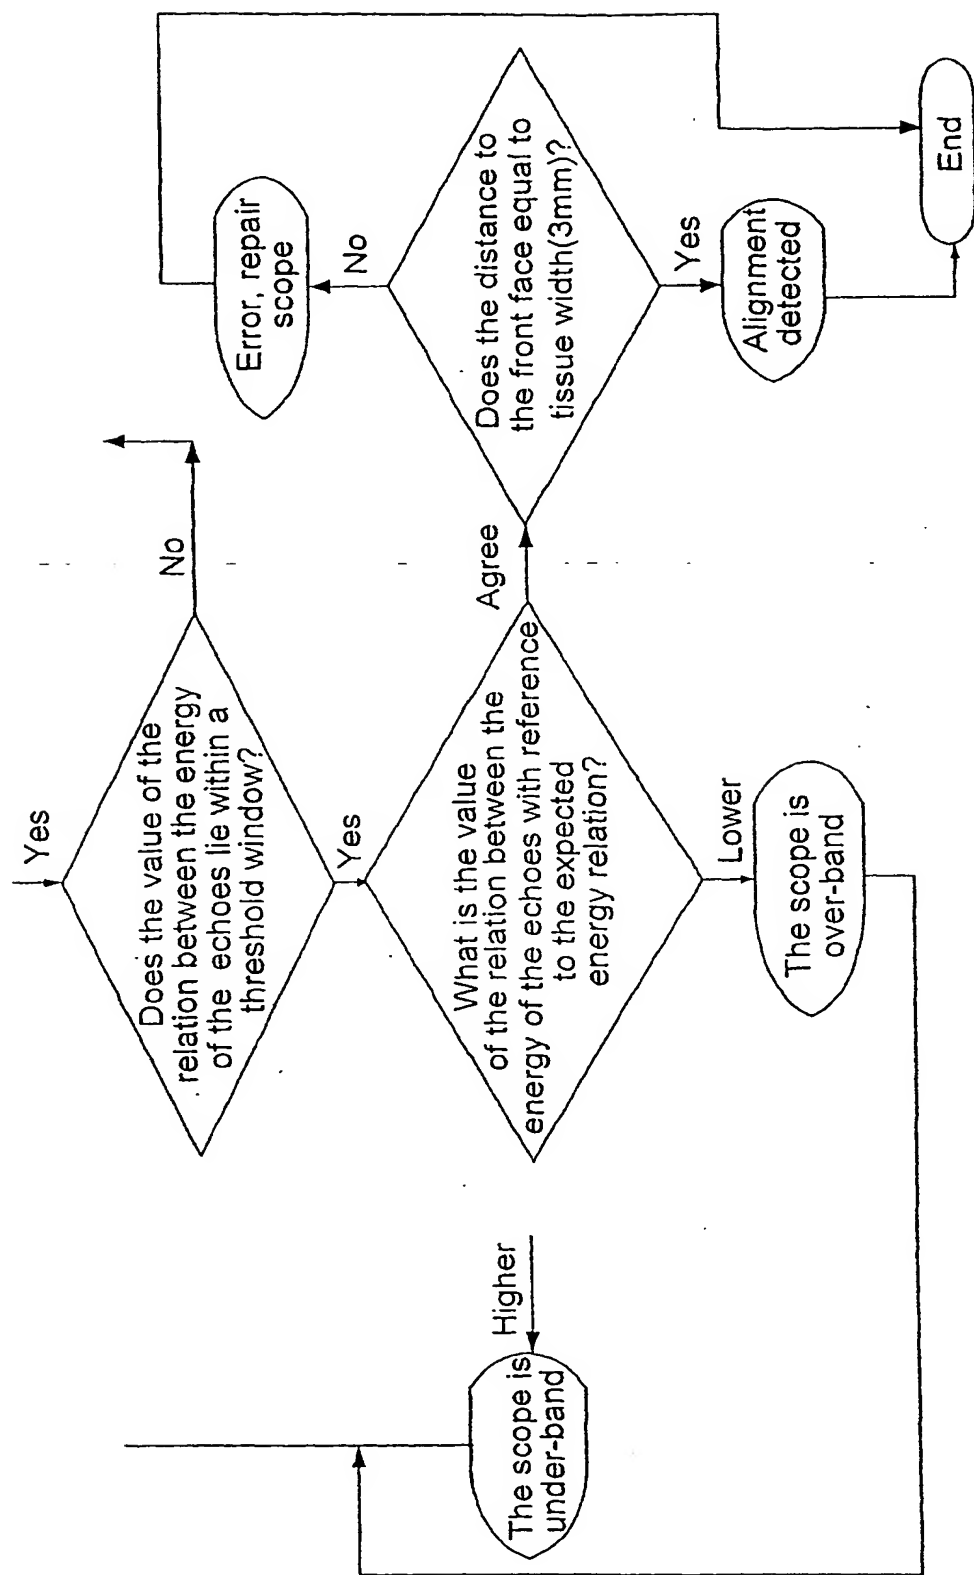 Yes
Does the value of the
relation between the energy
of the echoes lie within a
threshold window?
No
Yes
What is the value
of the relation between the
energy of the echoes with reference
to the expected
energy relation?
Higher
The scope is
under-band
Agree
Lower
The scope is
over-band
Does the distance to
the front face equal to
tissue width(3mm)?
No
Error, repair
scope
Yes
Alignment
detected
End